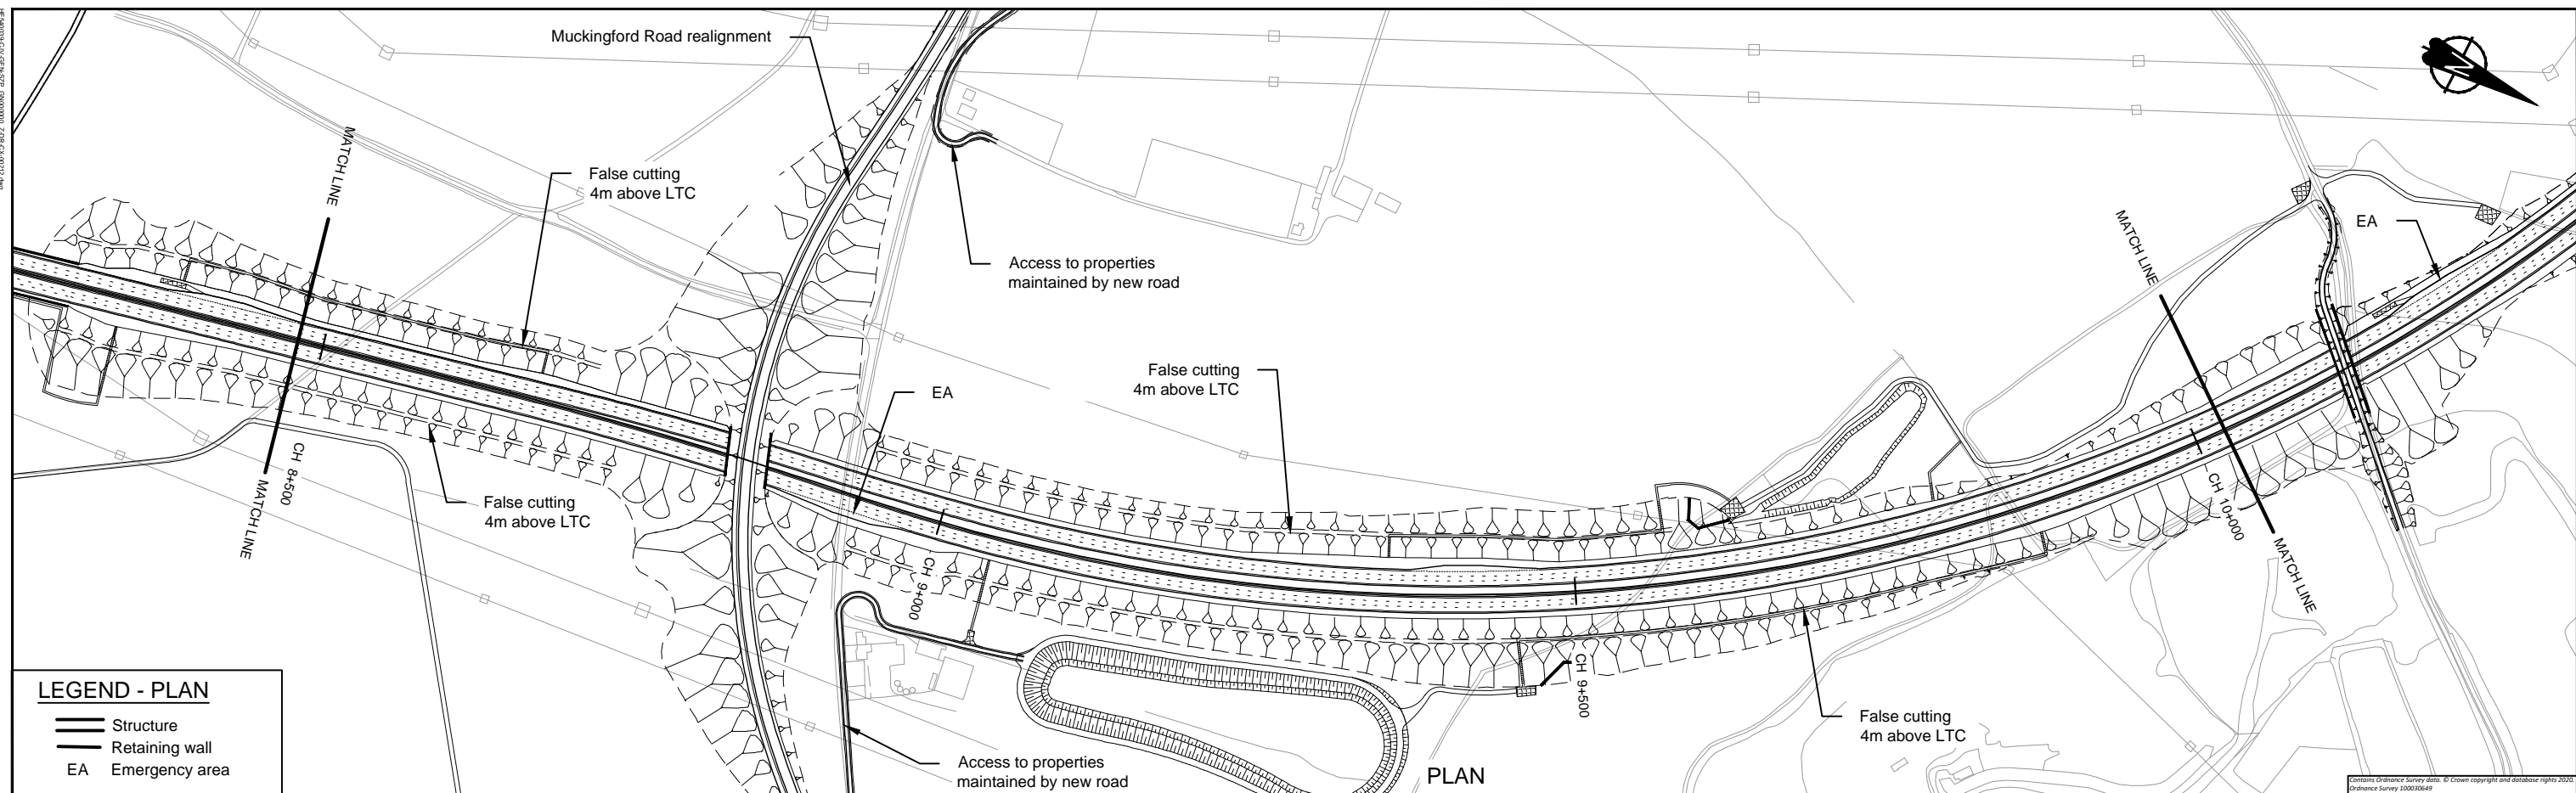 Muckingford Road realignment
N
MATCH LINE
False cutting
4m above LTC
Access to properties
maintained by new road
MATCH LINE
EA
False cutting
4m above LTC
EA
CH 8+500
MATCH LINE
False cutting
4m above LTC
CH 9+000
CH 10+000
MATCH LINE
CH 9+500
False cutting
4m above LTC
Access to properties
maintained by new road
PLAN
LEGEND - PLAN
Structure
Retaining wall
EA Emergency area
Contains Ordnance Survey data. © Crown copyright and database rights 2020.
Ordnance Survey 100030649